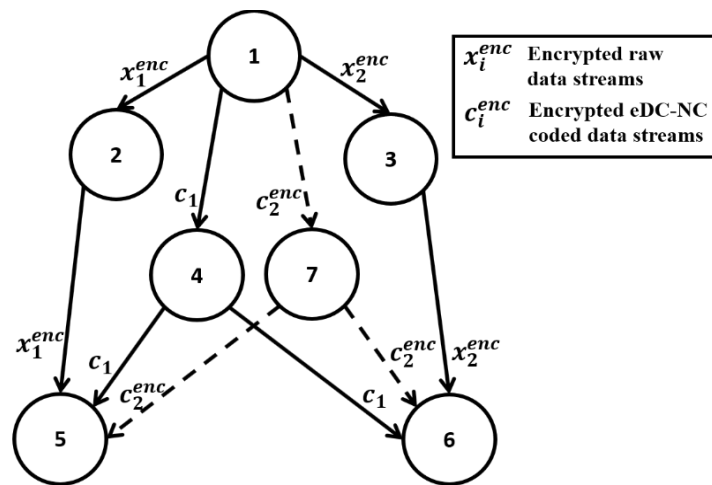 1
x_1^{enc}
x_2^{enc}
x_i^{enc} Encrypted raw
data streams
c_i^{enc} Encrypted eDC-NC
coded data streams
2
3
c_1
c_2^{enc}
4
7
x_1^{enc}
c_1
c_2^{enc}
c_2^{enc}
x_2^{enc}
c_1
5
6